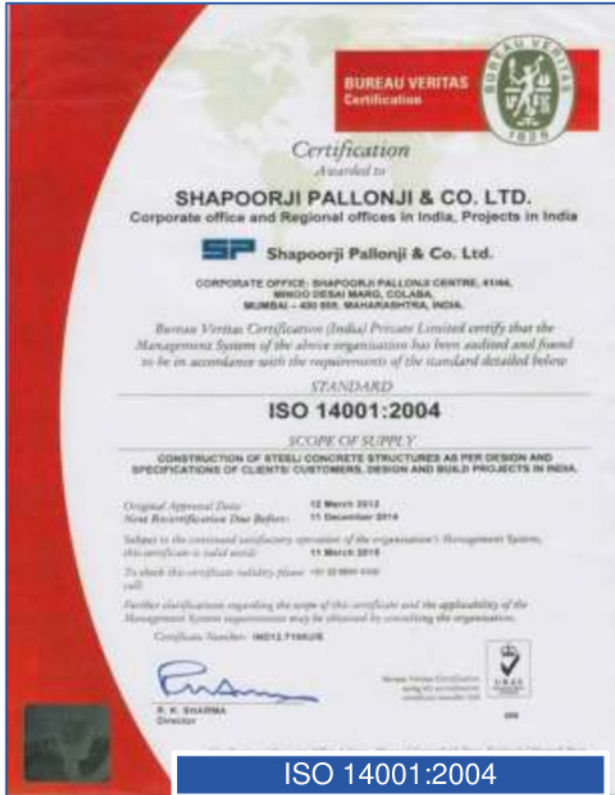 BUREAU VERITAS
Certification
BUREAU VERITAS
1828
Certification
Awarded to
SHAPOORJI PALLONJI & CO. LTD.
Corporate office and Regional offices in India, Projects in India
SP Shapoorji Pallonji & Co. Ltd.
CORPORATE OFFICE: SHAPOORJI PALLONJI CENTRE, 41/44,
MINOO DESAI MARG, COLABA,
MUMBAI – 400 005, MAHARASHTRA, INDIA.
Bureau Veritas Certification (India) Private Limited certify that the
Management System of the above organisation has been audited and found
to be in accordance with the requirements of the standard detailed below
STANDARD
ISO 14001:2004
SCOPE OF SUPPLY
CONSTRUCTION OF STEEL/ CONCRETE STRUCTURES AS PER DESIGN AND
SPECIFICATIONS OF CLIENTS/ CUSTOMERS, DESIGN AND BUILD PROJECTS IN INDIA.
Original Approval Date: 12 March 2012
Next Recertification Due Before: 11 December 2014
Subject to the continued satisfactory operation of the organisation's Management System,
this certificate is valid until: 11 March 2015
To check this certificate validity please
call:
Further clarifications regarding the scope of this certificate and the applicability of the
Management System requirements may be obtained by consulting the organisation.
Certificate Number:
R. K. SHARMA
Director
Bureau Veritas Certification
UKAS
008
ISO 14001:2004